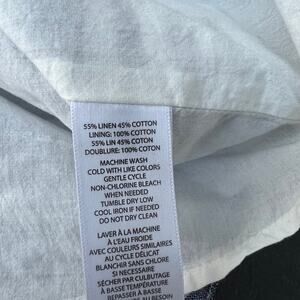 55% LINEN 45% COTTON
LINING: 100% COTTON
55% LIN 45% COTON
DOUBLURE: 100% COTON
MACHINE WASH
COLD WITH LIKE COLORS
GENTLE CYCLE
NON-CHLORINE BLEACH
WHEN NEEDED
TUMBLE DRY LOW
COOL IRON IF NEEDED
DO NOT DRY CLEAN
LAVER À LA MACHINE
À L'EAU FROIDE
AVEC COULEURS SIMILAIRES
AU CYCLE DÉLICAT
BLANCHIR SANS CHLORE
SI NECESSAIRE
SÉCHER PAR CULBUTAGE
À BASSE TEMPÉRATURE
REPASSER À BASSE